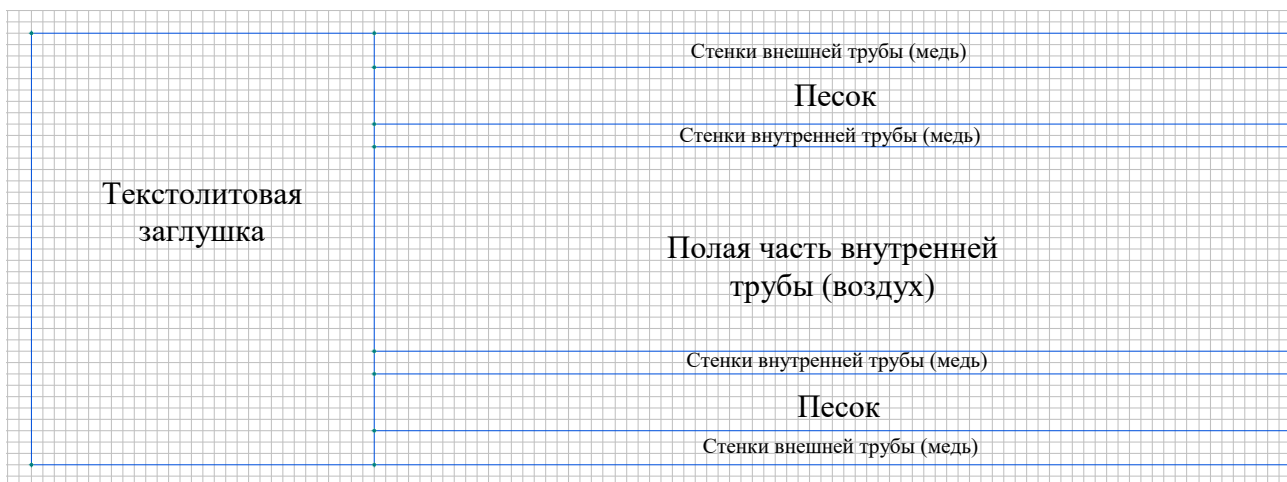 Стенки внешней трубы (медь)
Песок
Стенки внутренней трубы (медь)
Текстолитовая
заглушка
Полая часть внутренней
трубы (воздух)
Стенки внутренней трубы (медь)
Песок
Стенки внешней трубы (медь)